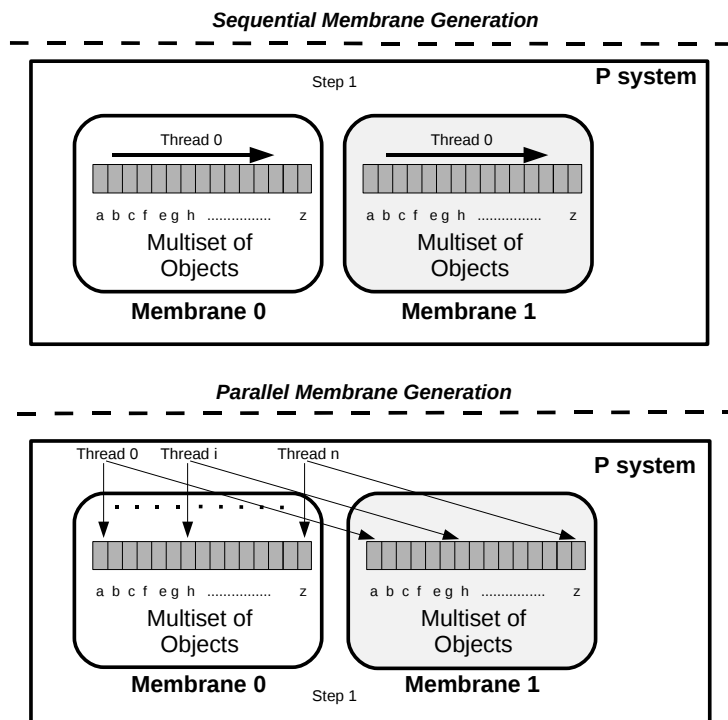 Sequential Membrane Generation
P system
Step 1
Thread 0
Thread 0
a b c f e g h ................ z
a b c f e g h ................ z
Multiset of
Objects
Multiset of
Objects
Membrane 0
Membrane 1
Parallel Membrane Generation
Thread 0 Thread i Thread n
P system
a b c f e g h ................ z
a b c f e g h ................ z
Multiset of
Objects
Multiset of
Objects
Membrane 0
Membrane 1
Step 1